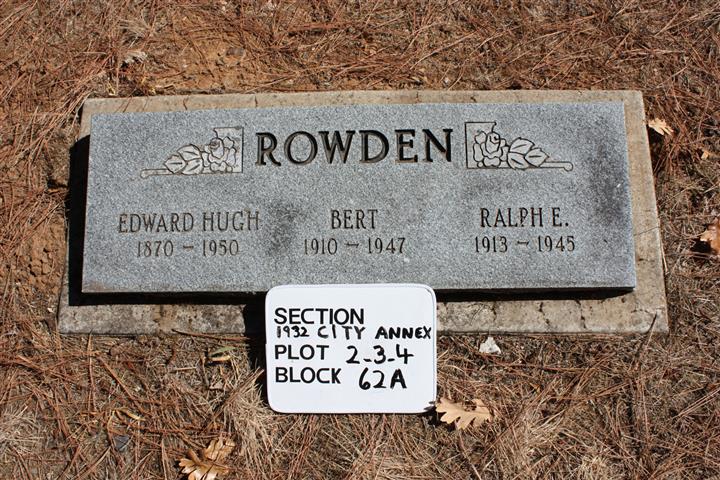 ROWDEN
EDWARD HUGH BERT RALPH E.
1870 - 1950 1910 - 1947 1913 - 1945
SECTION
1932 CITY ANNEX
PLOT 2-3-4
BLOCK 62A